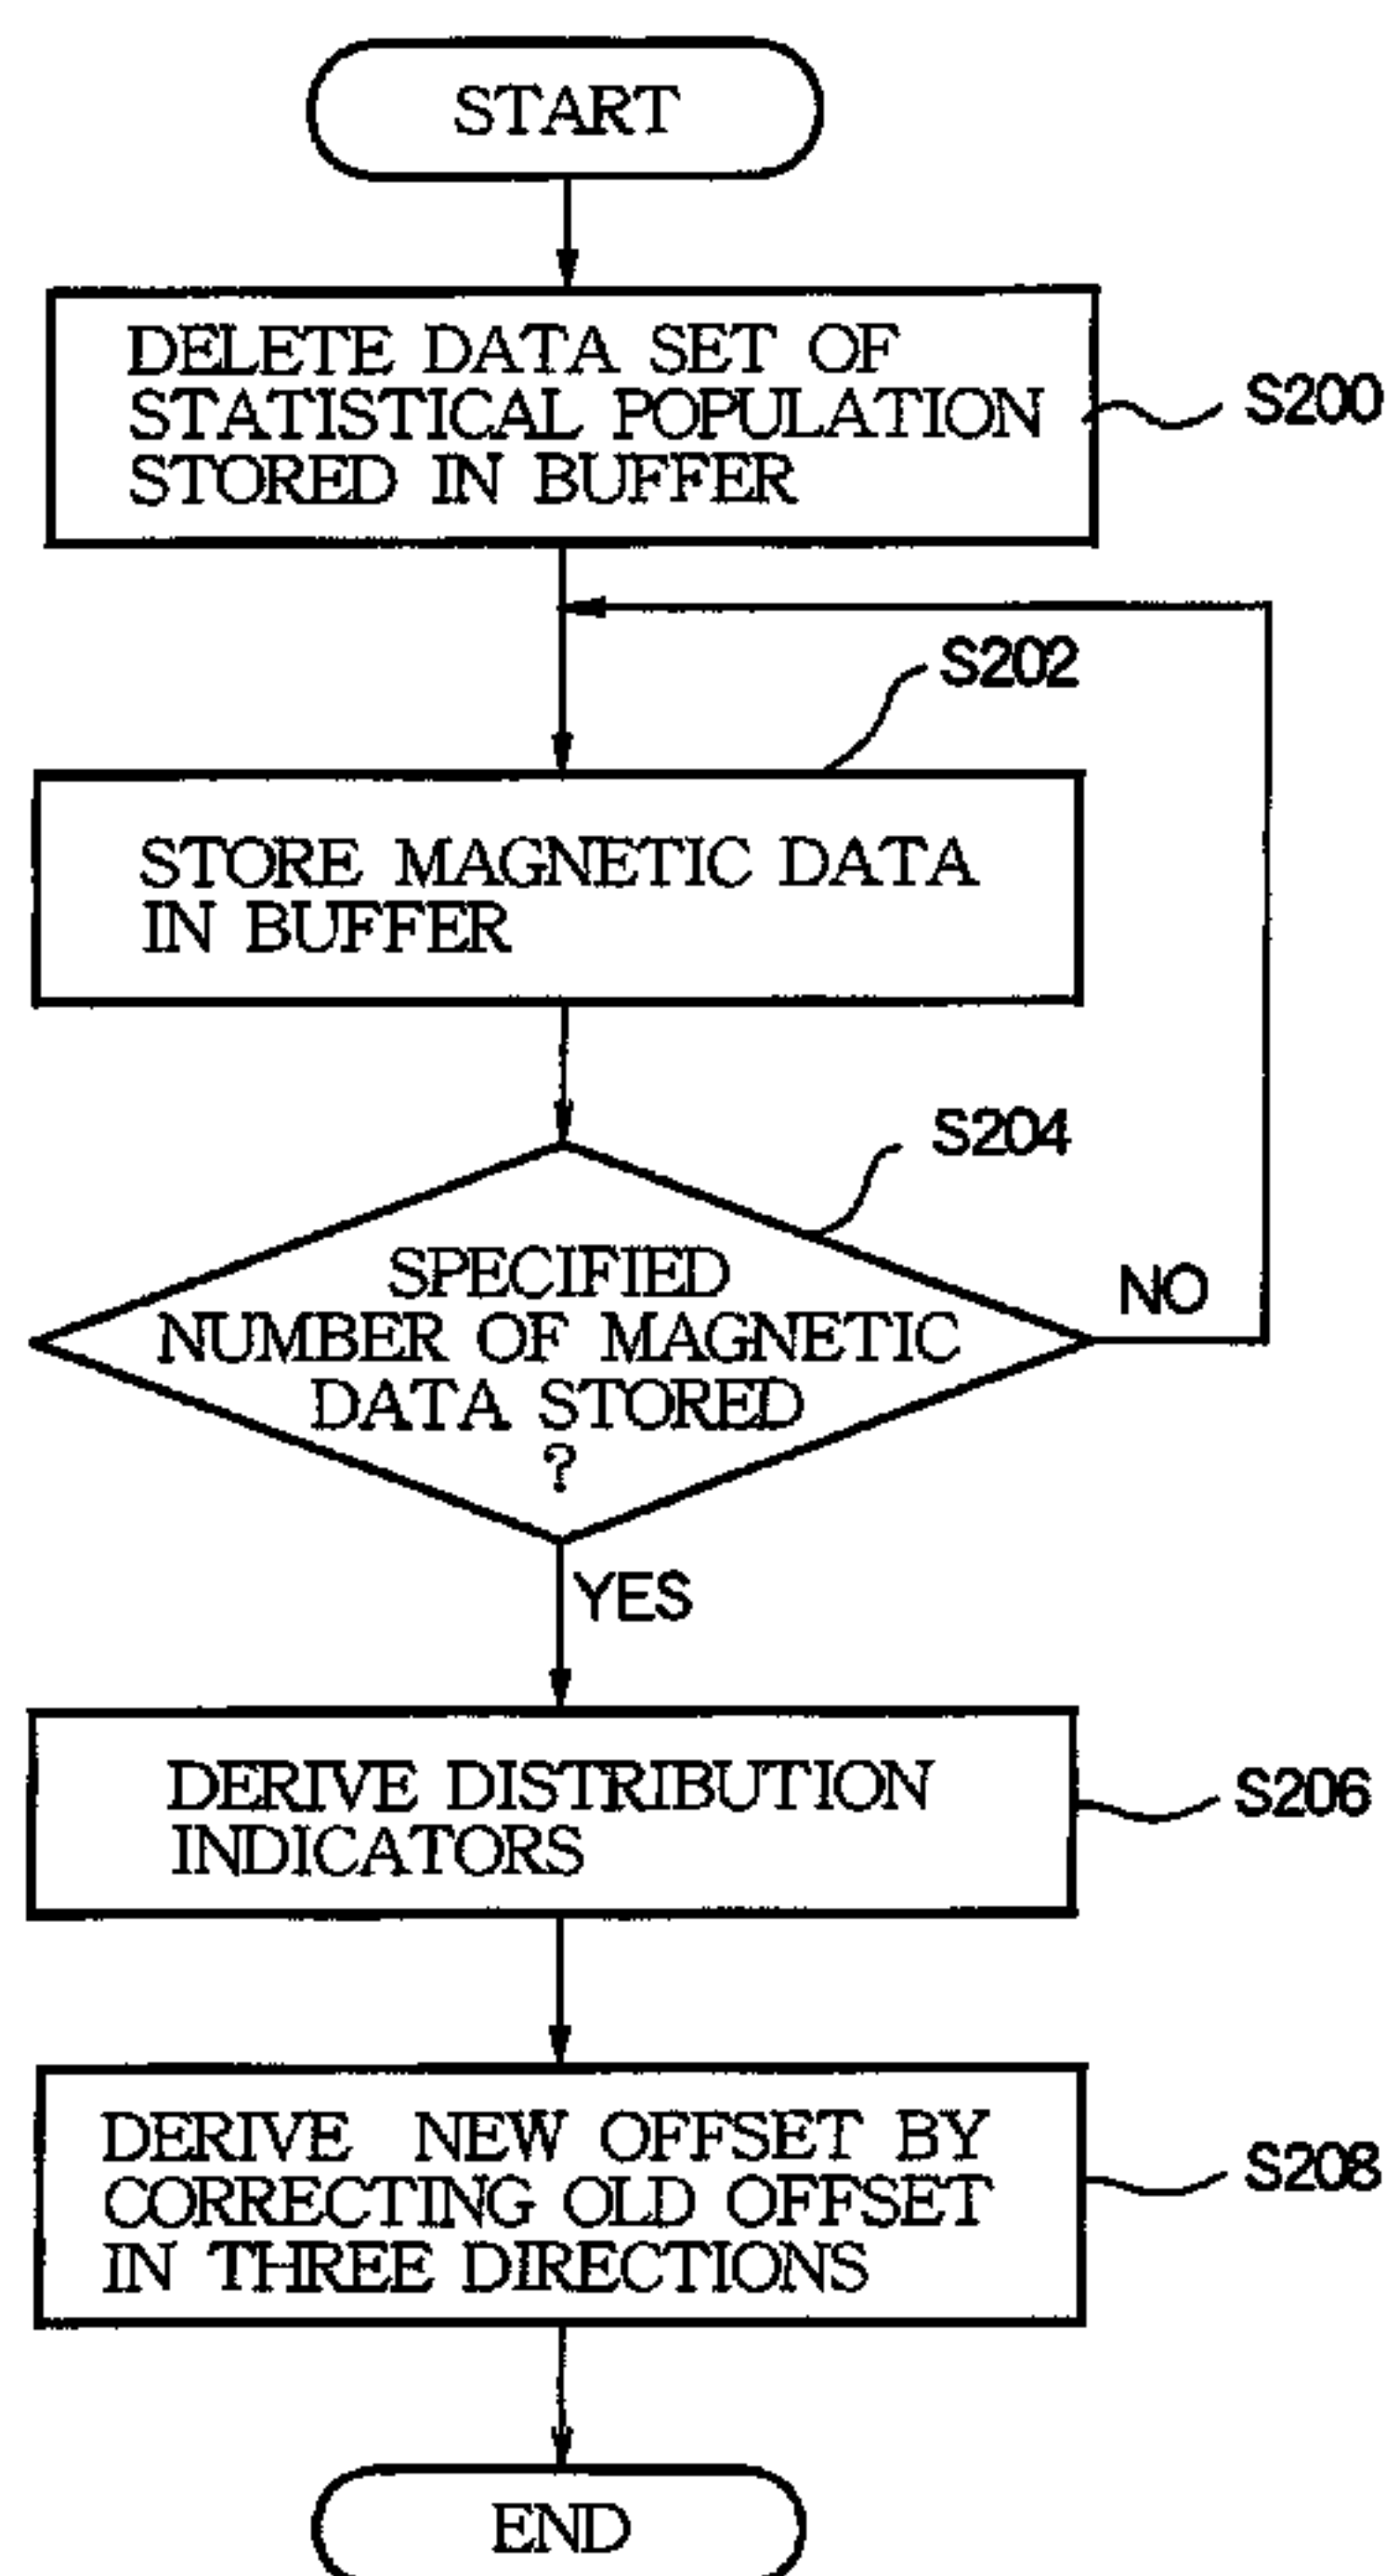 START
DELETE DATA SET OF
STATISTICAL POPULATION
STORED IN BUFFER
S200
S202
STORE MAGNETIC DATA
IN BUFFER
S204
SPECIFIED
NUMBER OF MAGNETIC
DATA STORED
?
NO
YES
DERIVE DISTRIBUTION
INDICATORS
S206
DERIVE NEW OFFSET BY
CORRECTING OLD OFFSET
IN THREE DIRECTIONS
S208
END